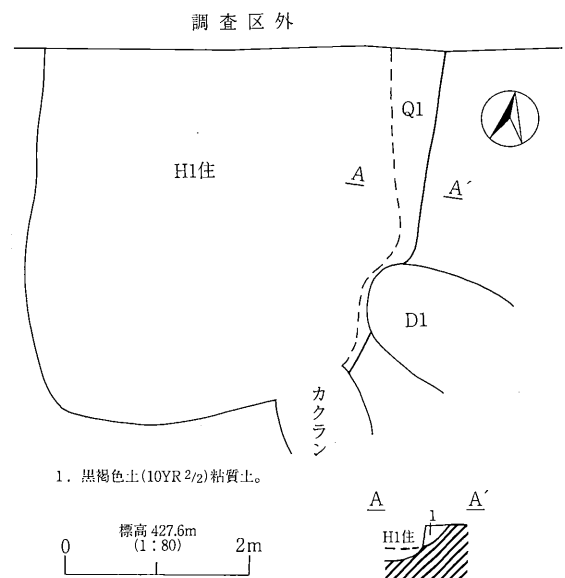 調査区外
Q1
H1住
A
A´
D1
カクラン
1. 黒褐色土(10YR 2/2)粘質土。
標高 427.6m
(1:80)
0
2m
A
A´
1
H1住